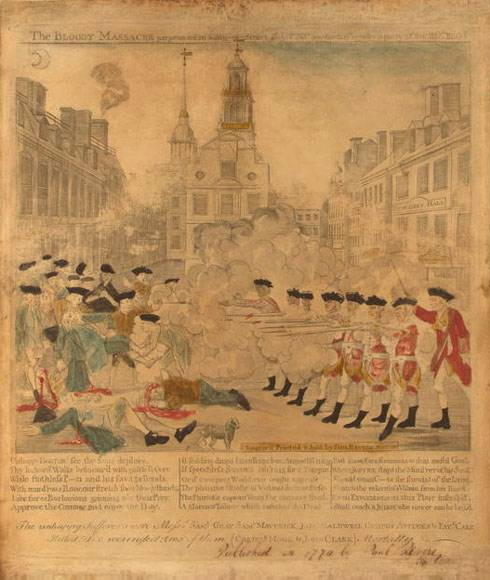 The BLOODY MASSACRE perpetrated in
BUTCHER'S HALL
Engrav'd Printed & Sold by PAUL REVERE BOSTON
Unhappy BOSTON! see thy Sons deplore,
Thy hallow'd Walks besmear'd with guiltless Gore:
While faithless P—n and his savage Bands,
With murd'rous Rancour stretch their bloody Hands;
Like fierce Barbarians grinning o'er their Prey,
Approve the Carnage, and enjoy the Day.
If scalding drops from Rage from Anguish Wrung
If speechless Sorrows lab'ring for a Tongue,
Or if a weeping World can ought appease
The plaintive Ghosts of Victims such as these;
The Patriot's copious Tears for each are shed,
A glorious Tribute which embalms the Dead
But know, FATE summons to that awful Goal,
Where JUSTICE strips the Murd'rer of his Soul:
Should venal C—ts the scandal of the Land,
Snatch the relentless Villain from her Hand,
Keen Execrations on this Plate inscrib'd,
Shall reach a JUDGE who never can be brib'd.
The unhappy Sufferers were Messrs SAML GRAY, SAML MAVERICK, JAMS CALDWELL, CRISPUS ATTUCKS & PATK CARR
Killed. Six wounded; two of them (CHRISTR MONK & JOHN CLARK) Mortally
Published in 1770 by Paul Revere
Boston